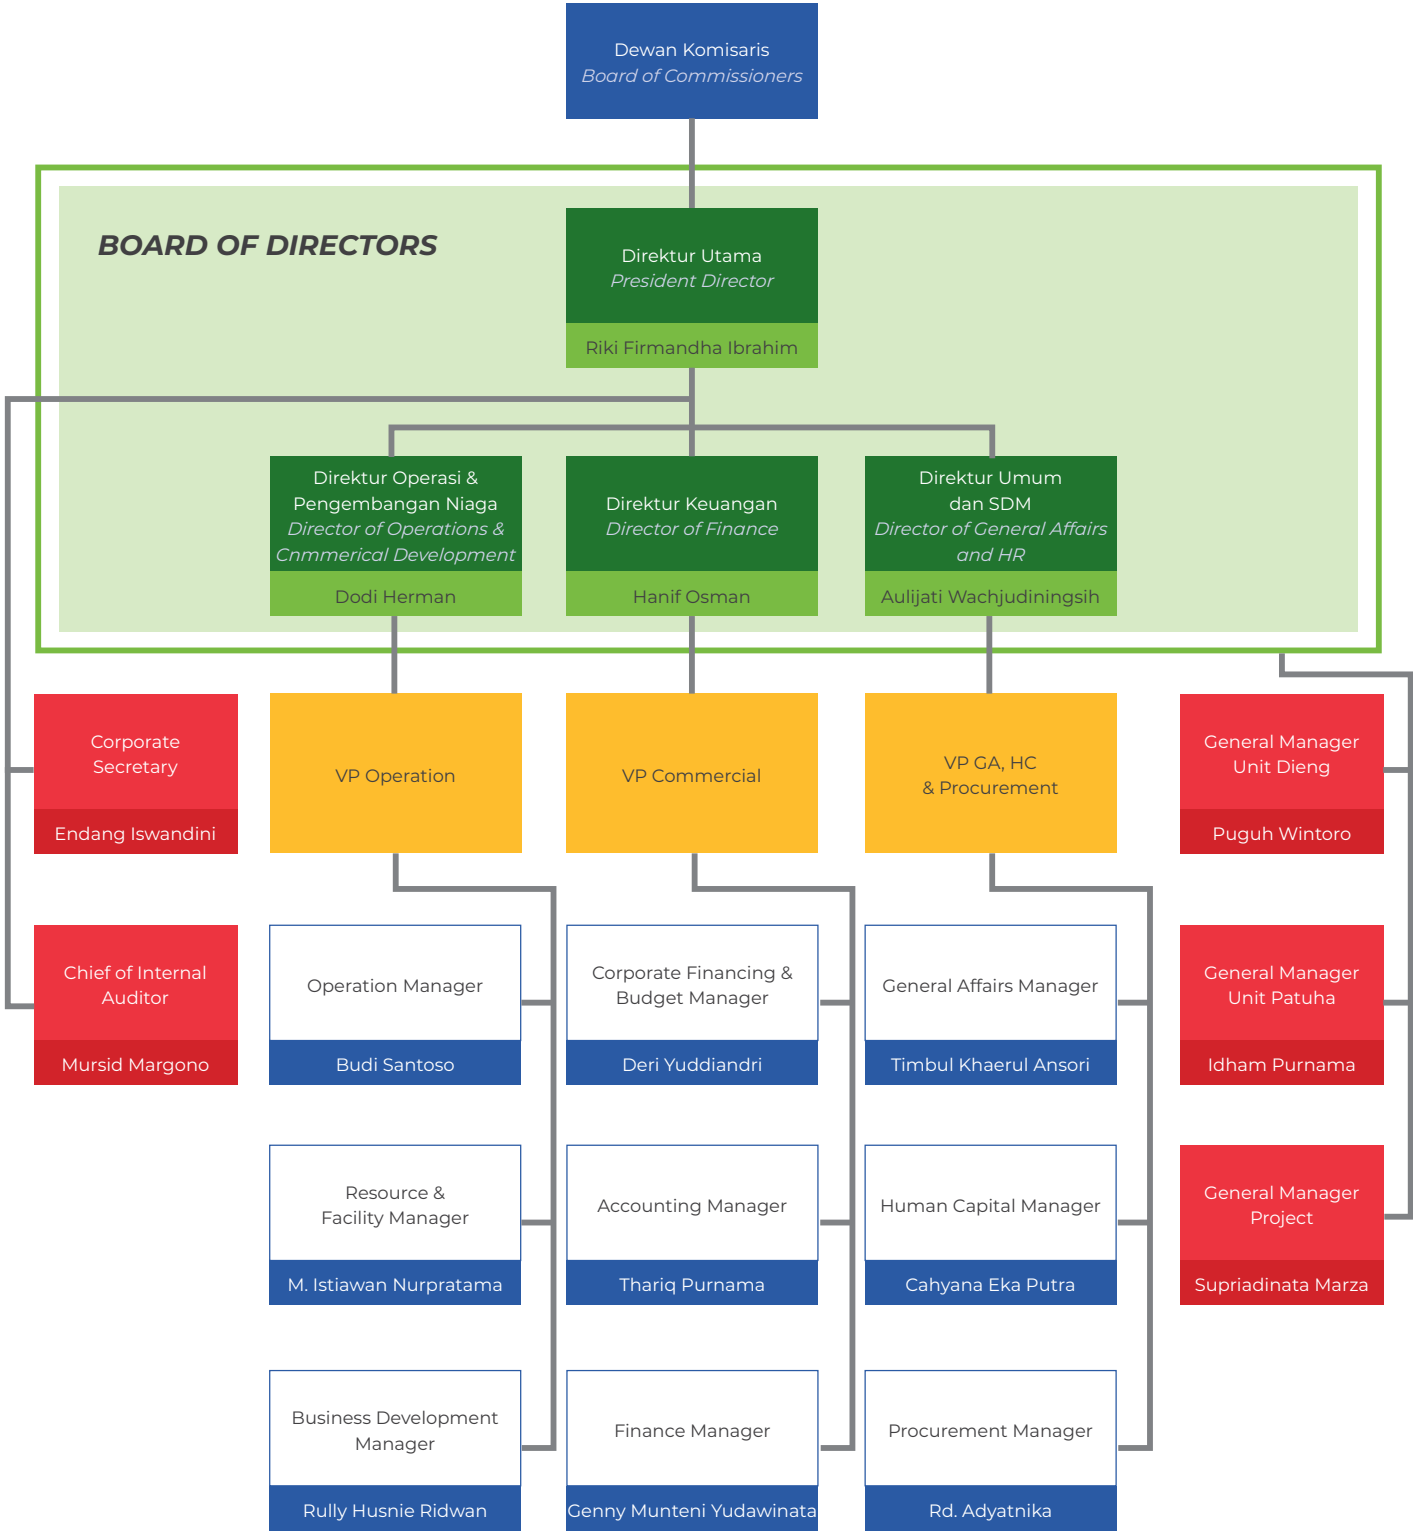 Dewan Komisaris
Board of Commissioners
BOARD OF DIRECTORS
Direktur Utama
President Director
Riki Firmandha Ibrahim
Direktur Operasi &
Pengembangan Niaga
Director of Operations &
Cnmmerical Development
Dodi Herman
Direktur Keuangan
Director of Finance
Hanif Osman
Direktur Umum
dan SDM
Director of General Affairs
and HR
Aulijati Wachjudiningsih
Corporate
Secretary
Endang Iswandini
VP Operation
VP Commercial
VP GA, HC
& Procurement
General Manager
Unit Dieng
Puguh Wintoro
Chief of Internal
Auditor
Mursid Margono
Operation Manager
Budi Santoso
Corporate Financing &
Budget Manager
Deri Yuddiandri
General Affairs Manager
Timbul Khaerul Ansori
General Manager
Unit Patuha
Idham Purnama
Resource &
Facility Manager
M. Istiawan Nurpratama
Accounting Manager
Thariq Purnama
Human Capital Manager
Cahyana Eka Putra
General Manager
Project
Supriadinata Marza
Business Development
Manager
Rully Husnie Ridwan
Finance Manager
Genny Munteni Yudawinata
Procurement Manager
Rd. Adyatnika